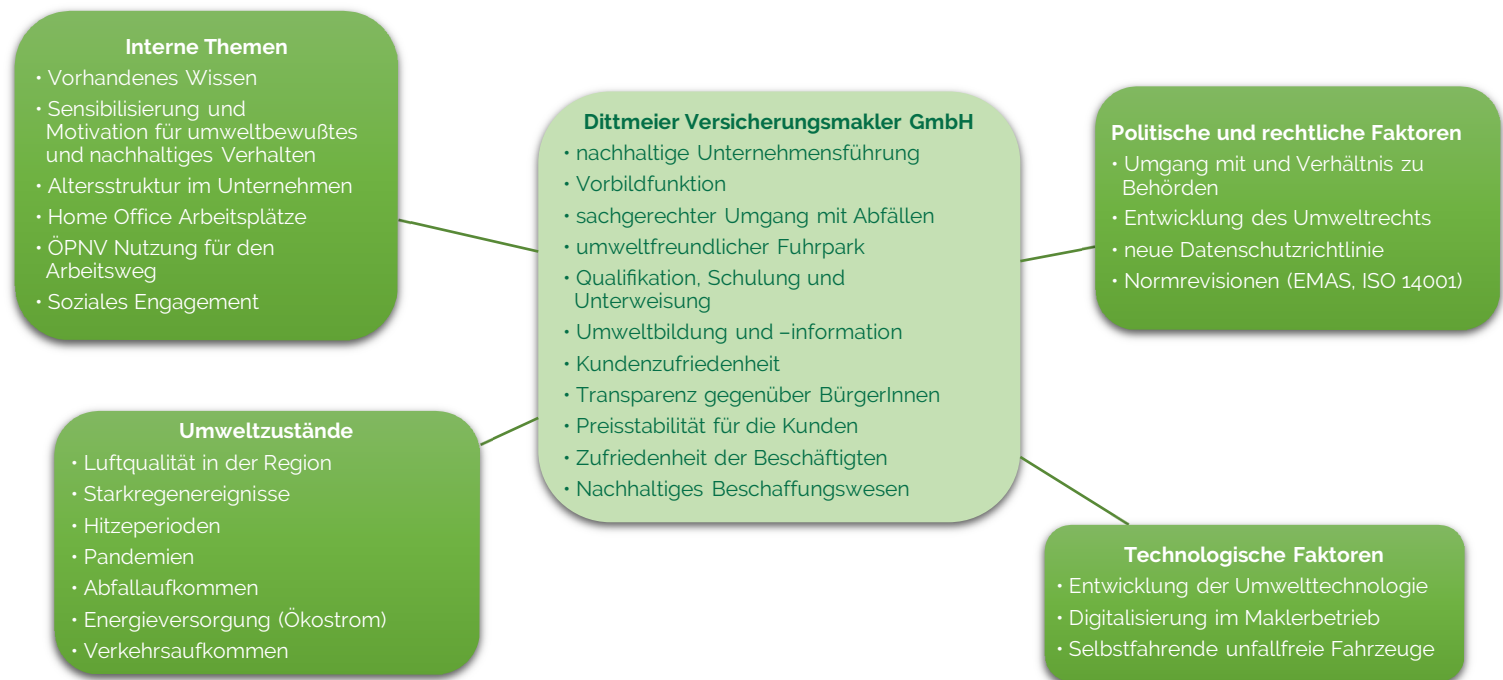 Interne Themen
• Vorhandenes Wissen
• Sensibilisierung und
Motivation für umweltbewußtes
und nachhaltiges Verhalten
• Altersstruktur im Unternehmen
• Home Office Arbeitsplätze
• ÖPNV Nutzung für den
Arbeitsweg
• Soziales Engagement
Dittmeier Versicherungsmakler GmbH
• nachhaltige Unternehmensführung
• Vorbildfunktion
• sachgerechter Umgang mit Abfällen
• umweltfreundlicher Fuhrpark
• Qualifikation, Schulung und
Unterweisung
• Umweltbildung und –information
• Kundenzufriedenheit
• Transparenz gegenüber BürgerInnen
• Preisstabilität für die Kunden
• Zufriedenheit der Beschäftigten
• Nachhaltiges Beschaffungswesen
Politische und rechtliche Faktoren
• Umgang mit und Verhältnis zu
Behörden
• Entwicklung des Umweltrechts
• neue Datenschutzrichtlinie
• Normrevisionen (EMAS, ISO 14001)
Umweltzustände
• Luftqualität in der Region
• Starkregenereignisse
• Hitzeperioden
• Pandemien
• Abfallaufkommen
• Energieversorgung (Ökostrom)
• Verkehrsaufkommen
Technologische Faktoren
• Entwicklung der Umwelttechnologie
• Digitalisierung im Maklerbetrieb
• Selbstfahrende unfallfreie Fahrzeuge